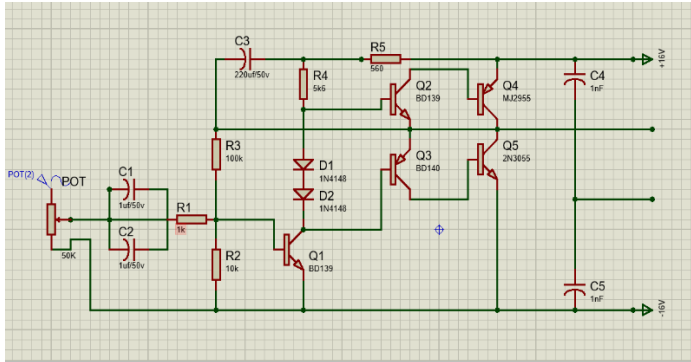 C3
220uf/50v
R5
560
+16V
R4
5k6
Q2
BD139
Q4
MJ2955
C4
1nF
R3
100k
D1
1N4148
Q3
BD140
Q5
2N3055
POT(2)
POT
C1
1uf/50v
D2
1N4148
R1
1k
C2
1uf/50v
50K
R2
10k
Q1
BD139
C5
1nF
-16V